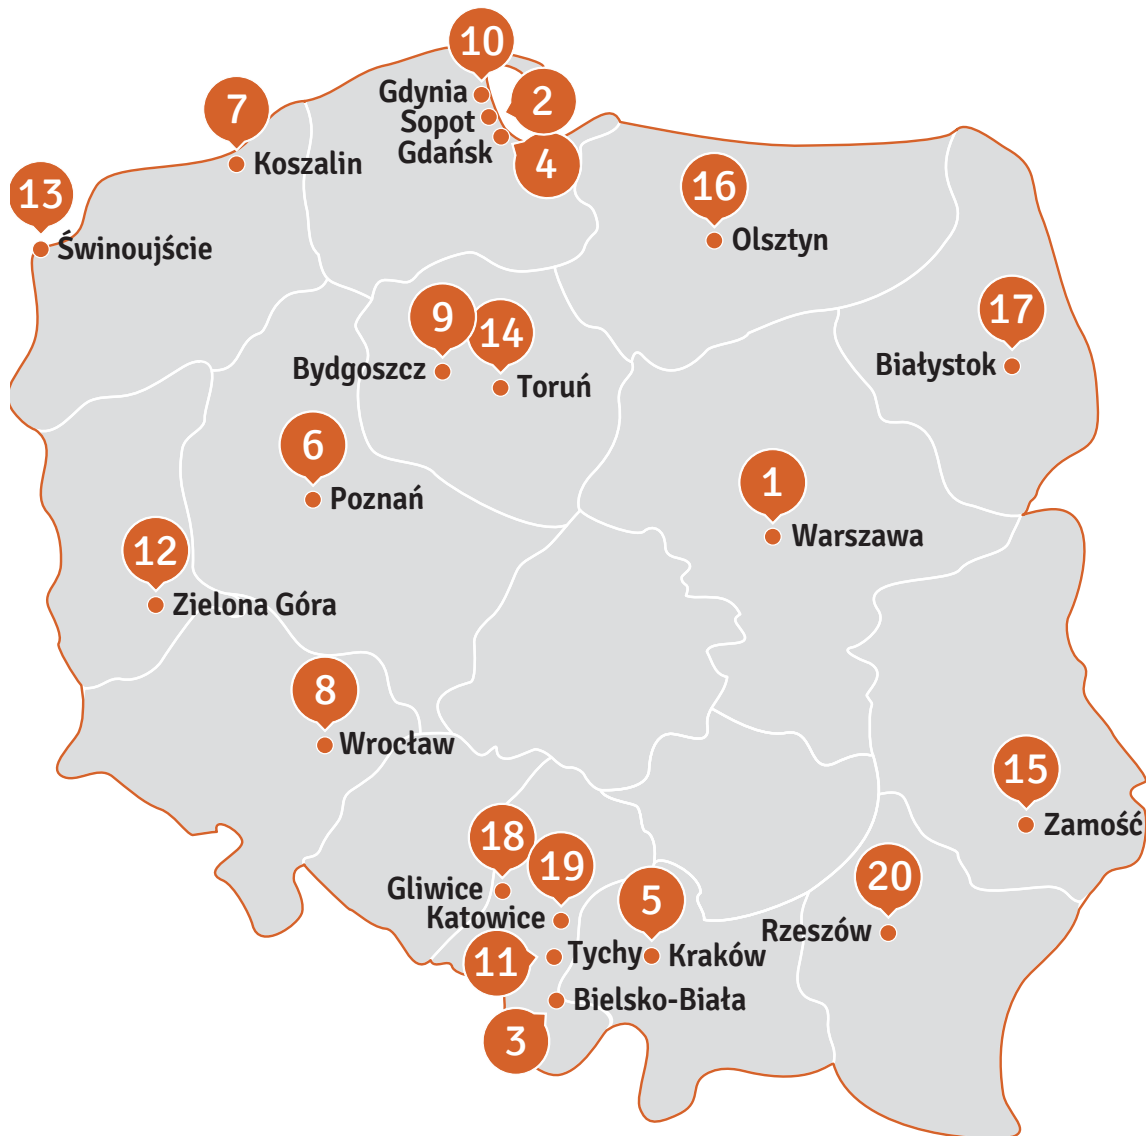 10
Gdynia
2
Sopot
Gdańsk
4
7
Koszalin
13
Świnoujście
16
Olsztyn
17
Białystok
9
14
Bydgoszcz
Toruń
6
Poznań
1
Warszawa
12
Zielona Góra
8
Wrocław
15
Zamość
18
19
Gliwice
Katowice
5
20
Rzeszów
11
Tychy
Kraków
Bielsko-Biała
3